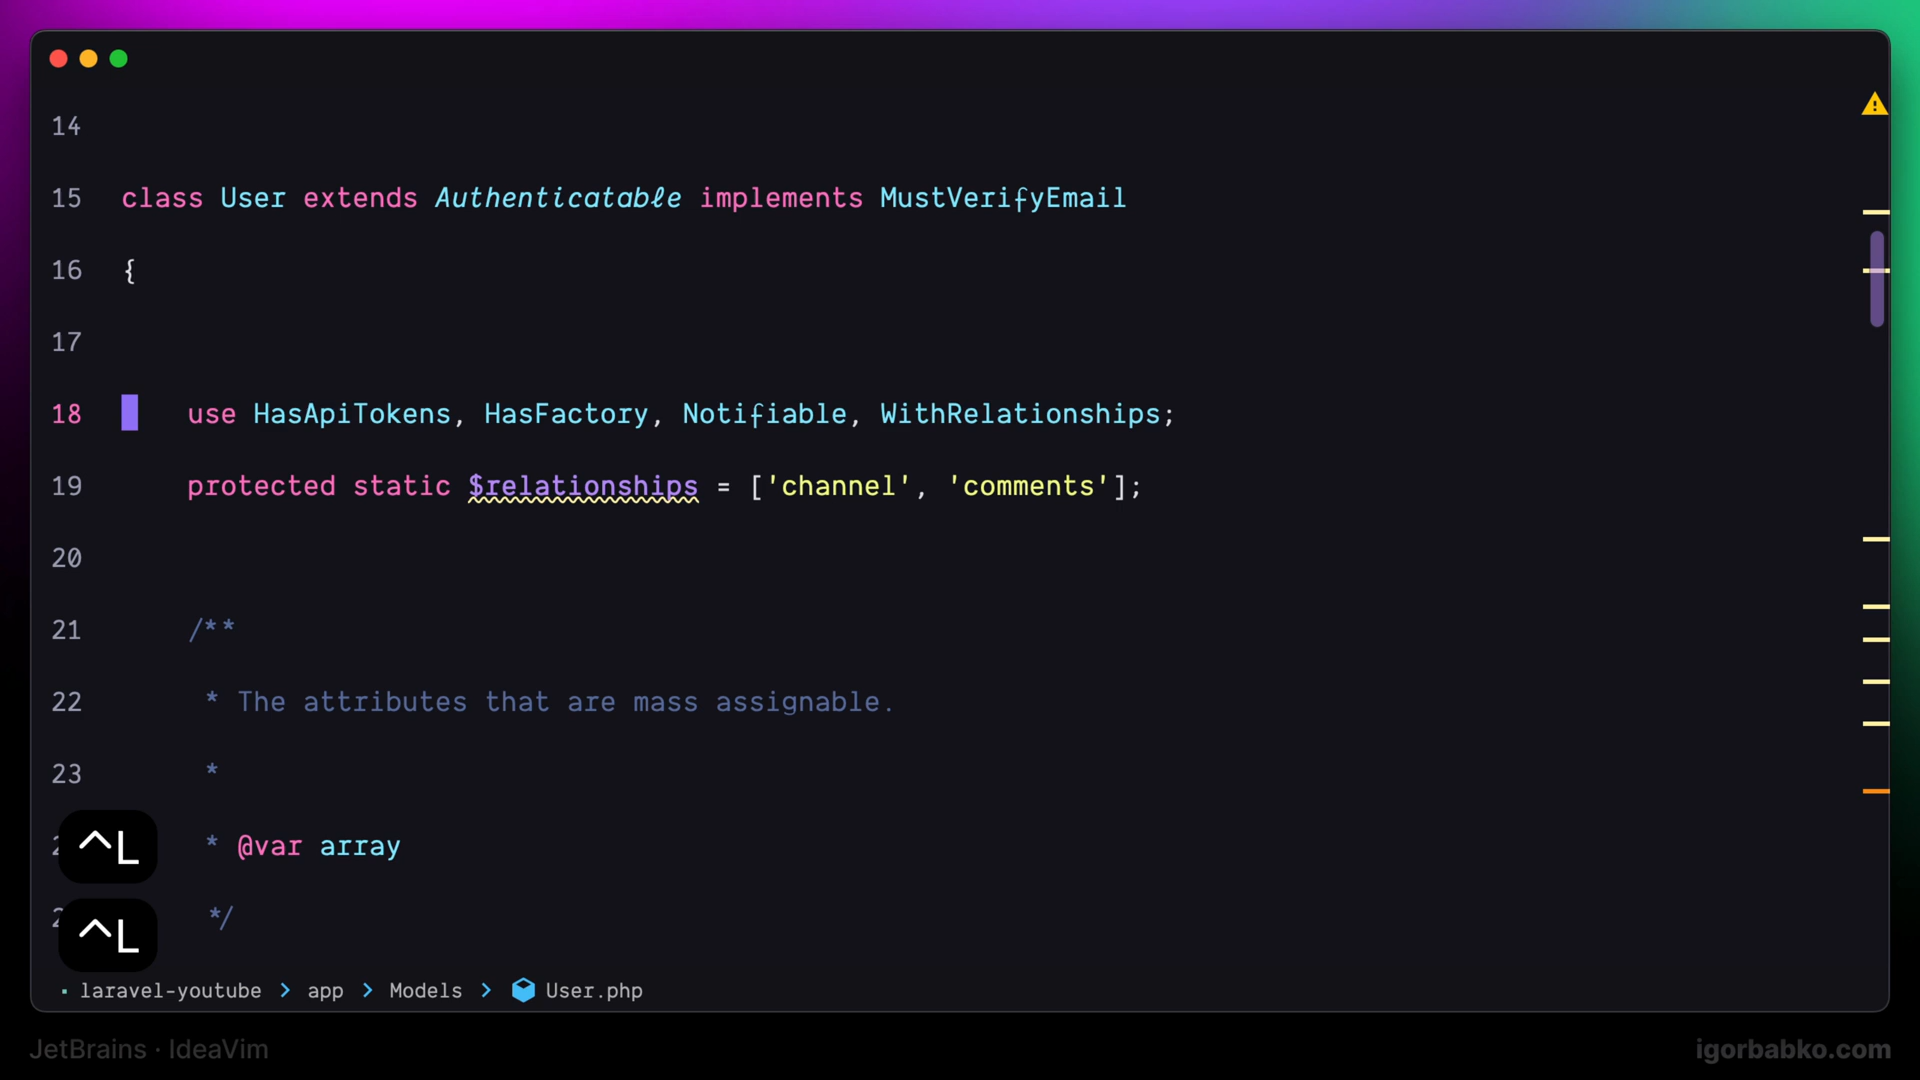 14
15 class User extends Authenticatable implements MustVerifyEmail
16 {
17
18 use HasApiTokens, HasFactory, Notifiable, WithRelationships;
19 protected static $relationships = ['channel', 'comments'];
20
21 /**
22 * The attributes that are mass assignable.
23 *
* @var array
*/
^L
^L
laravel-youtube > app > Models > User.php
JetBrains · IdeaVim
igorbabko.com